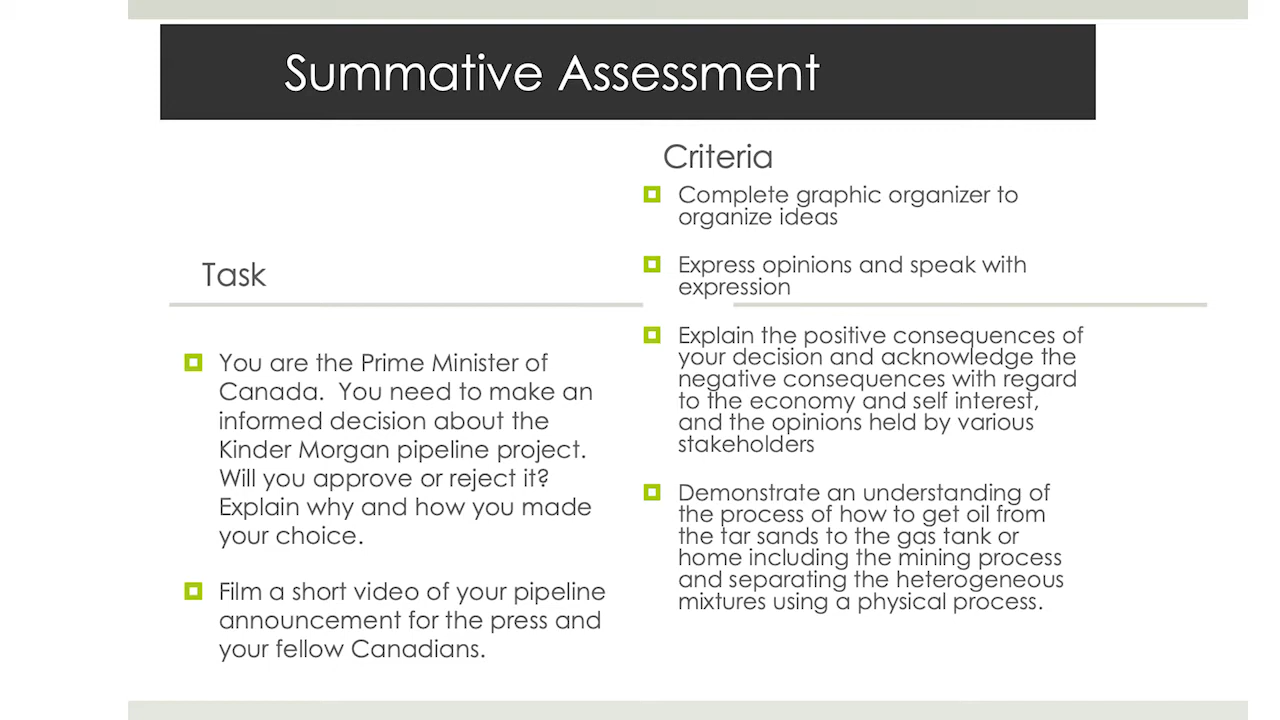 Summative Assessment
Task
You are the Prime Minister of
Canada.  You need to make an
informed decision about the
Kinder Morgan pipeline project.
Will you approve or reject it?
Explain why and how you made
your choice.
Film a short video of your pipeline
announcement for the press and
your fellow Canadians.
Criteria
Complete graphic organizer to
organize ideas
Express opinions and speak with
expression
Explain the positive consequences of
your decision and acknowledge the
negative consequences with regard
to the economy and self interest,
and the opinions held by various
stakeholders
Demonstrate an understanding of
the process of how to get oil from
the tar sands to the gas tank or
home including the mining process
and separating the heterogeneous
mixtures using a physical process.